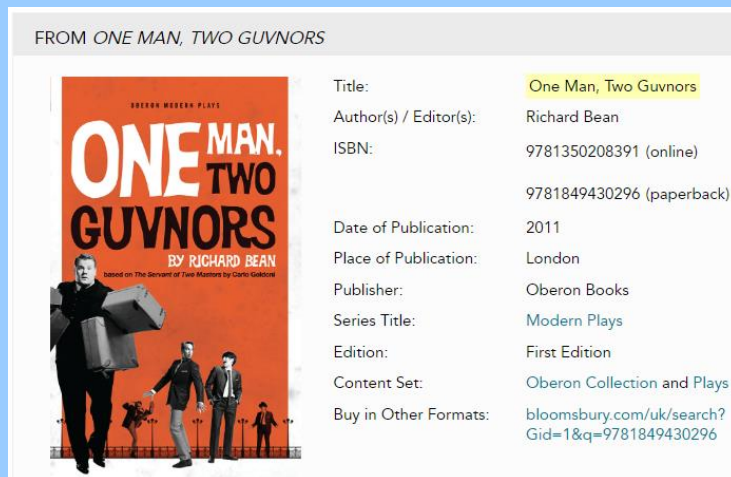 FROM ONE MAN, TWO GUVNORS
OBERON MODERN PLAYS
ONE MAN,
TWO
GUVNORS
BY RICHARD BEAN
based on The Servant of Two Masters by Carlo Goldoni
Title: One Man, Two Guvnors
Author(s) / Editor(s): Richard Bean
ISBN: 9781350208391 (online)
9781849430296 (paperback)
Date of Publication: 2011
Place of Publication: London
Publisher: Oberon Books
Series Title: Modern Plays
Edition: First Edition
Content Set: Oberon Collection and Plays
Buy in Other Formats: bloomsbury.com/uk/search?
Gid=1&q=9781849430296